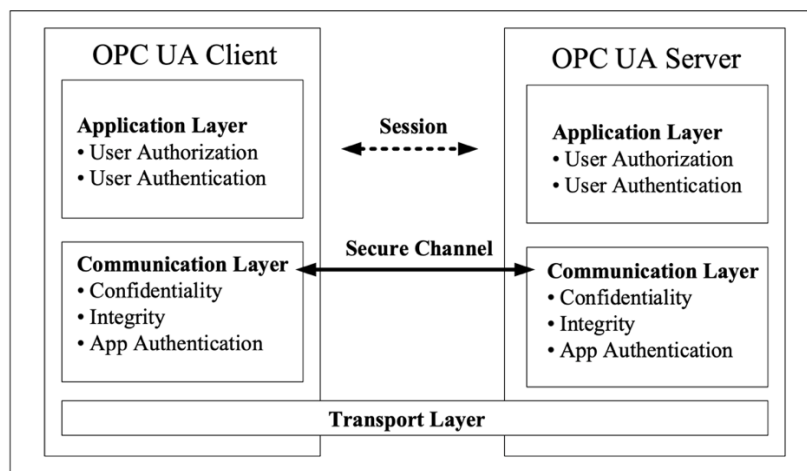 OPC UA Client
Application Layer
• User Authorization
• User Authentication
Communication Layer
• Confidentiality
• Integrity
• App Authentication
Session
Secure Channel
OPC UA Server
Application Layer
• User Authorization
• User Authentication
Communication Layer
• Confidentiality
• Integrity
• App Authentication
Transport Layer